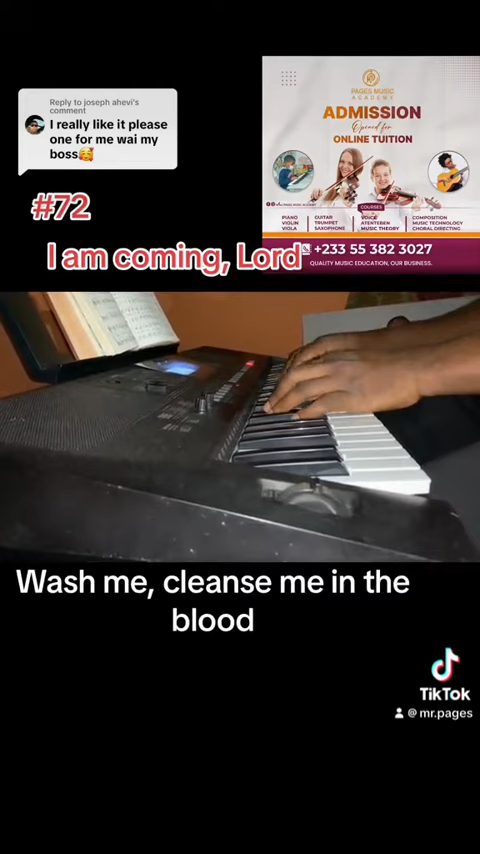 Reply to joseph ahevi's
comment
I really like it please
one for me wai my
boss🥰
PAGES MUSIC
ACADEMY
ADMISSION
Opened for
ONLINE TUITION
COURSES
PIANO
VIOLIN
VIOLA
GUITAR
TRUMPET
SAXOPHONE
VOICE
ATENTEBEN
MUSIC THEORY
COMPOSITION
MUSIC TECHNOLOGY
CHORAL DIRECTING
+233 55 382 3027
QUALITY MUSIC EDUCATION, OUR BUSINESS.
#72
I am coming, Lord
Wash me, cleanse me in the
blood
TikTok
@mr.pages